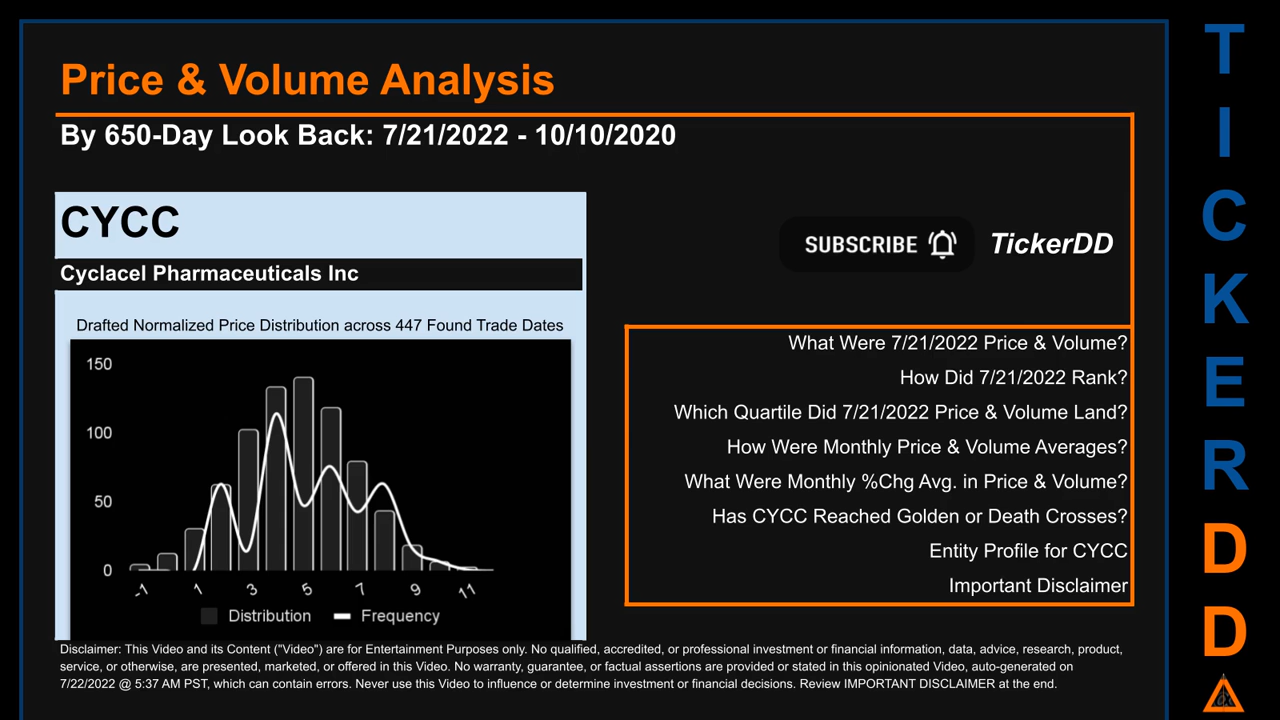 Price & Volume Analysis
By 650-Day Look Back: 7/21/2022 - 10/10/2020
CYCC
Cyclacel Pharmaceuticals Inc
Drafted Normalized Price Distribution across 447 Found Trade Dates
150
100
50
0
-1
1
3
5
7
9
11
Distribution
Frequency
SUBSCRIBE
TickerDD
What Were 7/21/2022 Price & Volume?
How Did 7/21/2022 Rank?
Which Quartile Did 7/21/2022 Price & Volume Land?
How Were Monthly Price & Volume Averages?
What Were Monthly %Chg Avg. in Price & Volume?
Has CYCC Reached Golden or Death Crosses?
Entity Profile for CYCC
Important Disclaimer
Disclaimer: This Video and its Content ("Video") are for Entertainment Purposes only. No qualified, accredited, or professional investment or financial information, data, advice, research, product,
service, or otherwise, are presented, marketed, or offered in this Video. No warranty, guarantee, or factual assertions are provided or stated in this opinionated Video, auto-generated on
7/22/2022 @ 5:37 AM PST, which can contain errors. Never use this Video to influence or determine investment or financial decisions. Review IMPORTANT DISCLAIMER at the end.
TICKERDD